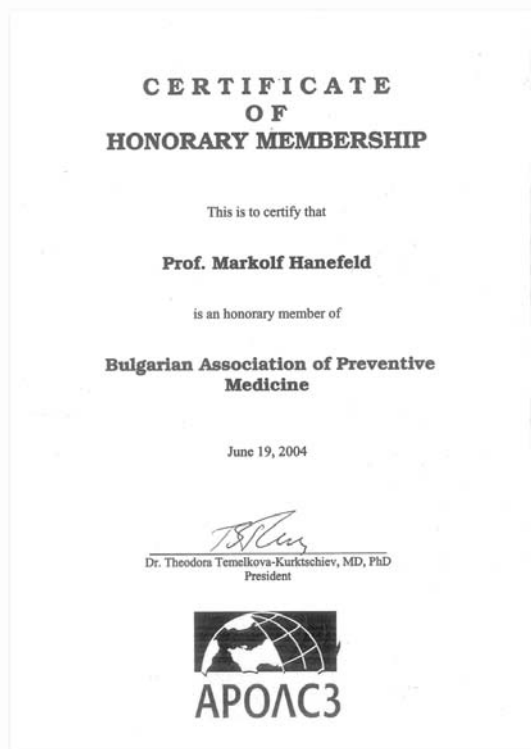 CERTIFICATE
OF
HONORARY MEMBERSHIP
This is to certify that
Prof. Markolf Hanefeld
is an honorary member of
Bulgarian Association of Preventive
Medicine
June 19, 2004
Dr. Theodora Temelkova-Kurktschiev, MD, PhD
President
АРОЛСЗ